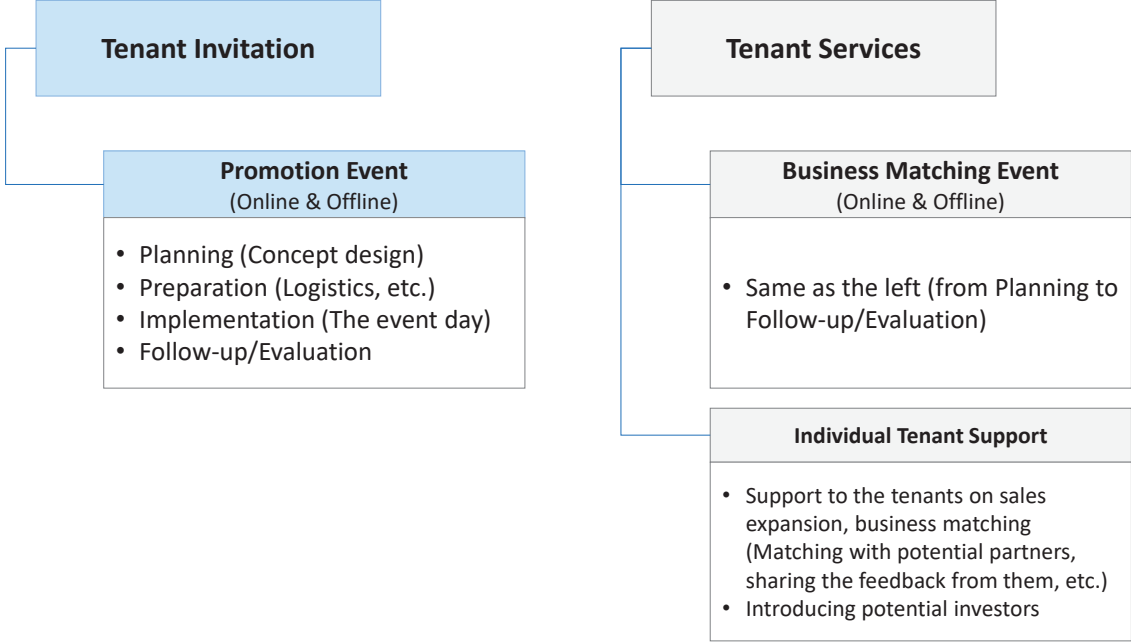 Tenant Invitation
Promotion Event
(Online & Offline)
• Planning (Concept design)
• Preparation (Logistics, etc.)
• Implementation (The event day)
• Follow-up/Evaluation
Tenant Services
Business Matching Event
(Online & Offline)
• Same as the left (from Planning to
Follow-up/Evaluation)
Individual Tenant Support
• Support to the tenants on sales
expansion, business matching
(Matching with potential partners,
sharing the feedback from them, etc.)
• Introducing potential investors